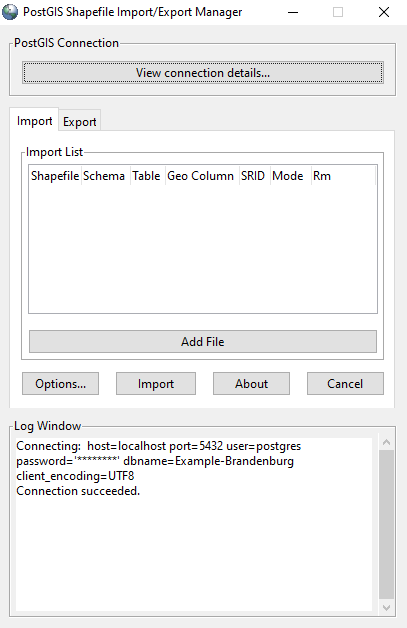 PostGIS Shapefile Import/Export Manager
PostGIS Connection
View connection details...
Import Export
Import List
Shapefile Schema Table Geo Column SRID Mode Rm
Add File
Options... Import About Cancel
Log Window
Connecting:  host=localhost port=5432 user=postgres
password='********' dbname=Example-Brandenburg
client_encoding=UTF8
Connection succeeded.